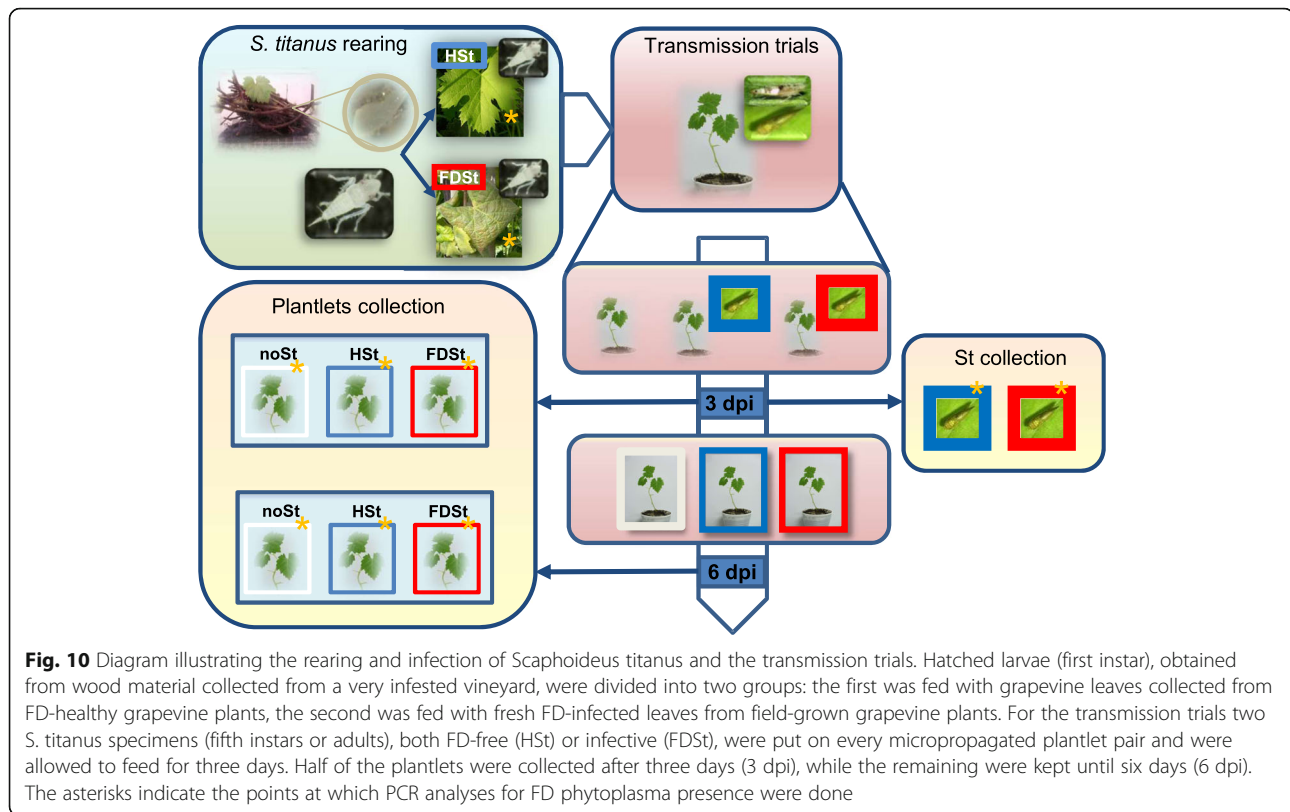 S. titanus rearing
HSt
*
FDSt
*
Transmission trials
Plantlets collection
noSt* HSt* FDSt*
3 dpi
St collection
* *
noSt* HSt* FDSt*
6 dpi
Fig. 10 Diagram illustrating the rearing and infection of Scaphoideus titanus and the transmission trials. Hatched larvae (first instar), obtained
from wood material collected from a very infested vineyard, were divided into two groups: the first was fed with grapevine leaves collected from
FD-healthy grapevine plants, the second was fed with fresh FD-infected leaves from field-grown grapevine plants. For the transmission trials two
S. titanus specimens (fifth instars or adults), both FD-free (HSt) or infective (FDSt), were put on every micropropagated plantlet pair and were
allowed to feed for three days. Half of the plantlets were collected after three days (3 dpi), while the remaining were kept until six days (6 dpi).
The asterisks indicate the points at which PCR analyses for FD phytoplasma presence were done